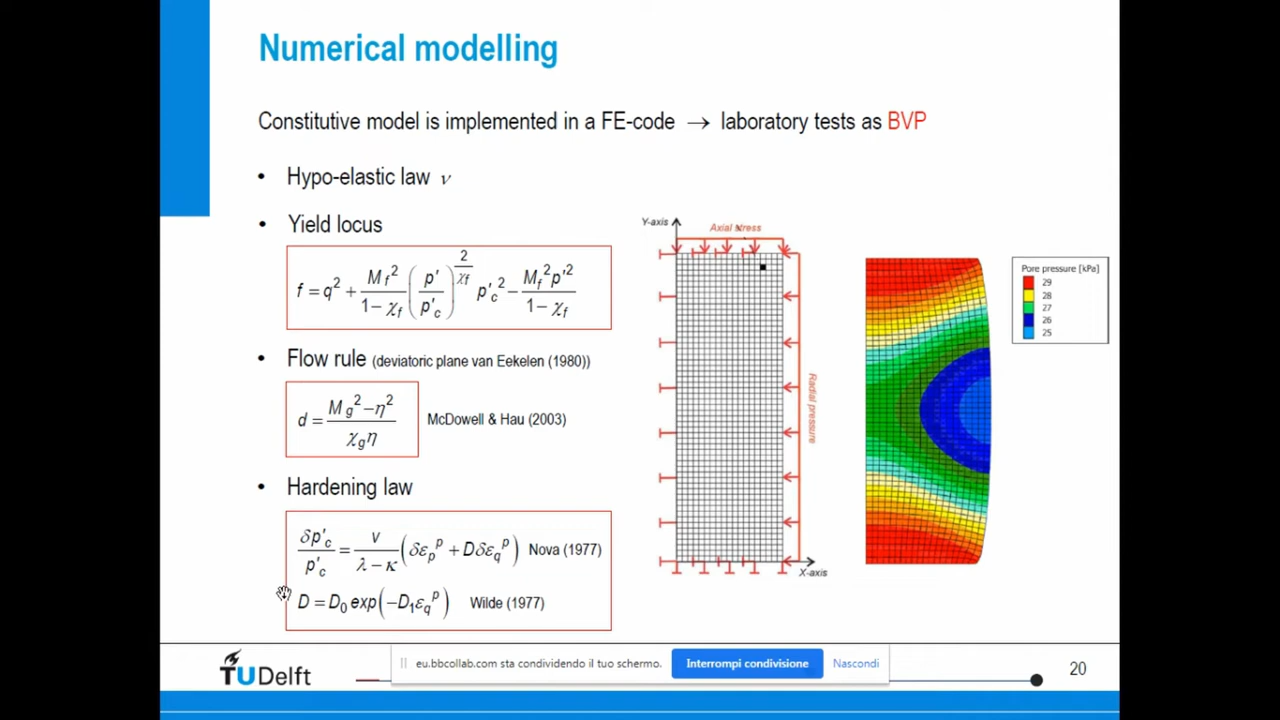 Numerical modelling
Constitutive model is implemented in a FE-code → laboratory tests as BVP
• Hypo-elastic law ν
• Yield locus
f = q² + M_f²/(1 − χ_f) (p'/p'_c)^(2/χ_f) p'_c² − M_f² p'²/(1 − χ_f)
• Flow rule (deviatoric plane van Eekelen (1980))
d = (M_g² − η²)/(χ_g η) McDowell & Hau (2003)
• Hardening law
δp'_c/p'_c = v/(λ − κ) (δε_p^p + Dδε_q^p) Nova (1977)
D = D₀ exp(−D₁ε_q^p) Wilde (1977)
Y-axis
Axial stress
Radial pressure
X-axis
Pore pressure [kPa]
29
28
27
26
25
TUDelft
eu.bbcollab.com sta condividendo il tuo schermo.
Interrompi condivisione
Nascondi
20